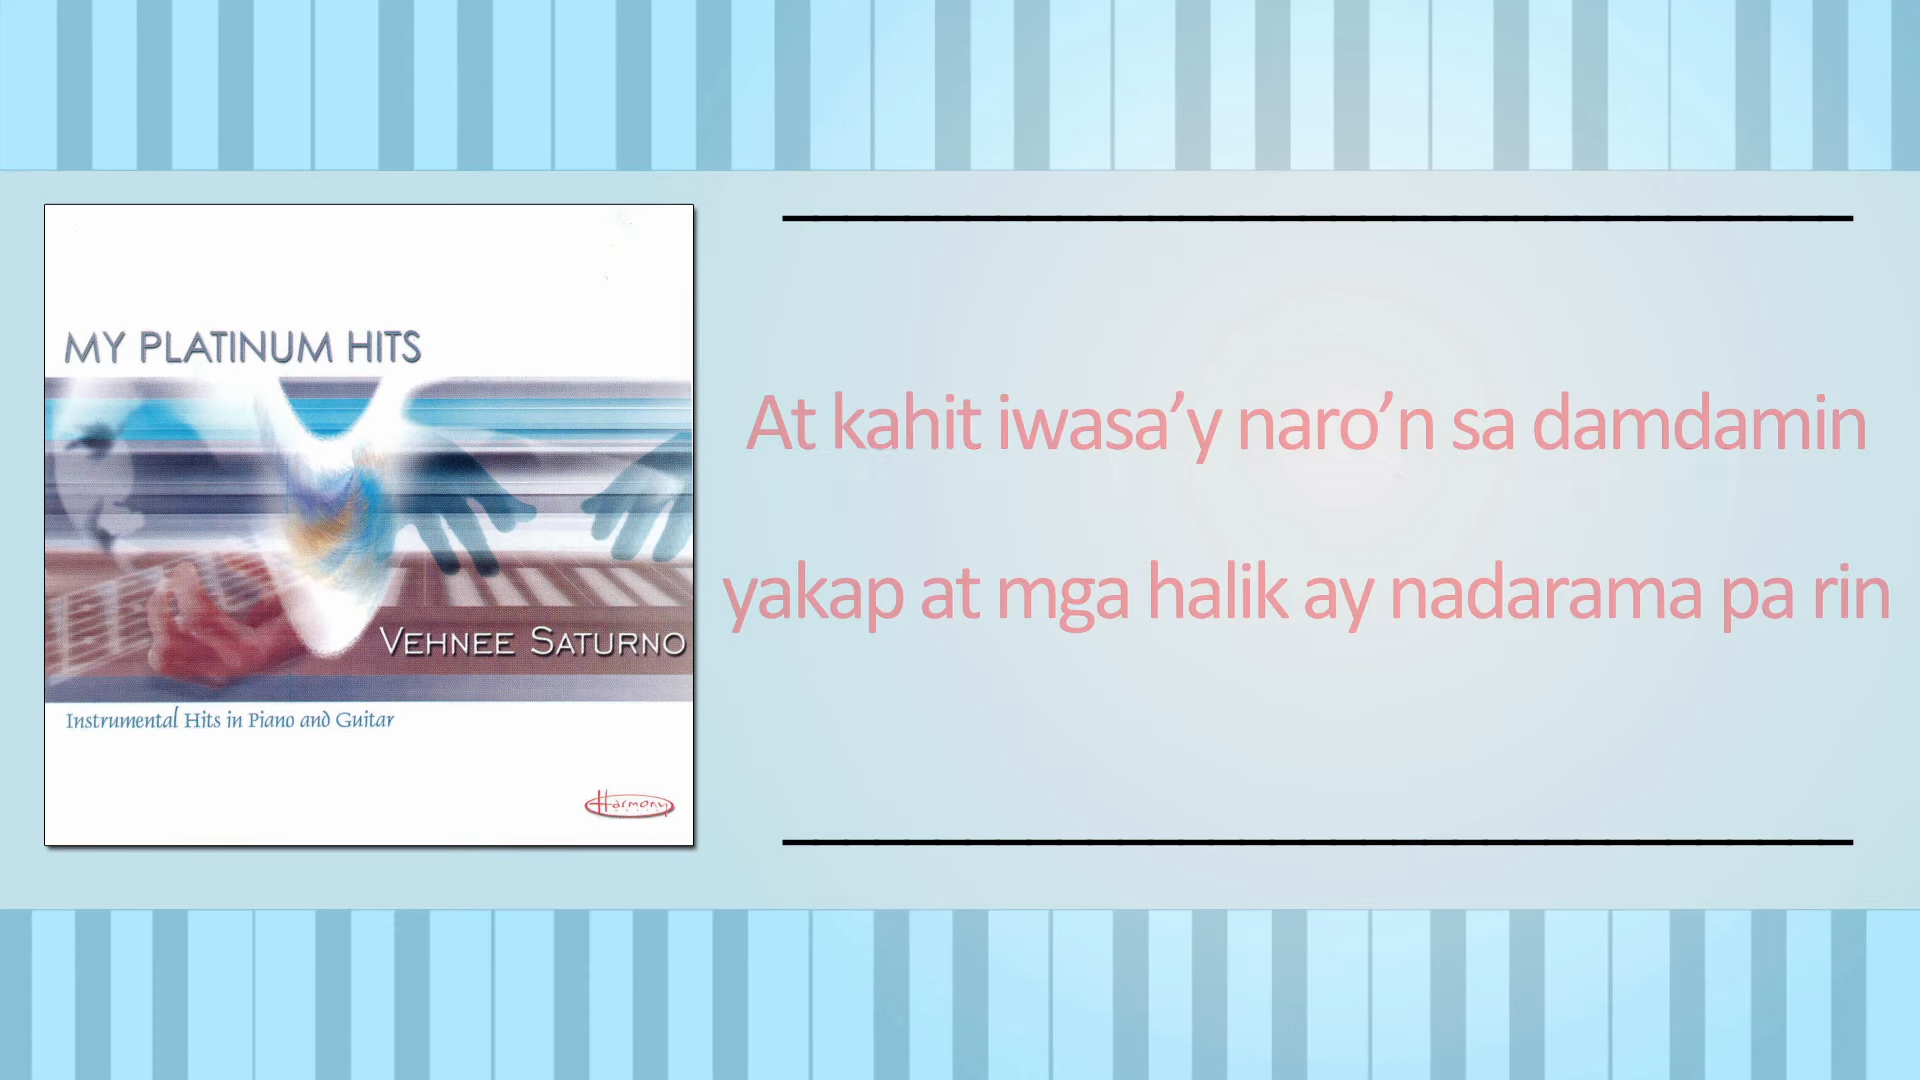 MY PLATINUM HITS
VEHNEE SATURNO
Instrumental Hits in Piano and Guitar
Harmony
At kahit iwasa’y naro’n sa damdamin
yakap at mga halik ay nadarama pa rin